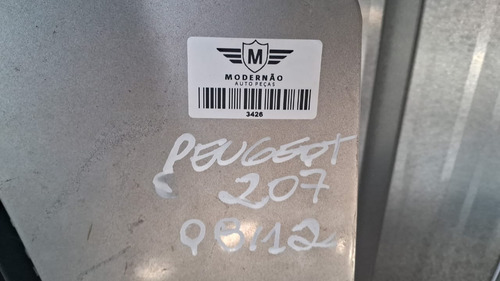 M
MODERNÃO
AUTO PEÇAS
3426
PEUGEOT
207
08/12